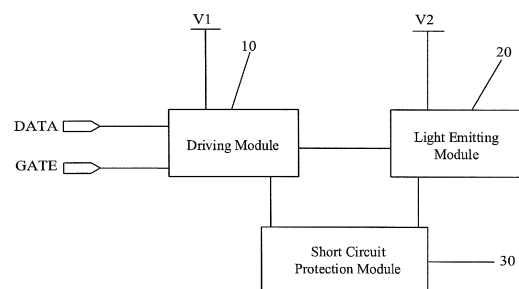 V1
V2
10
20
DATA
GATE
Driving Module
Light Emitting
Module
Short Circuit
Protection Module
30